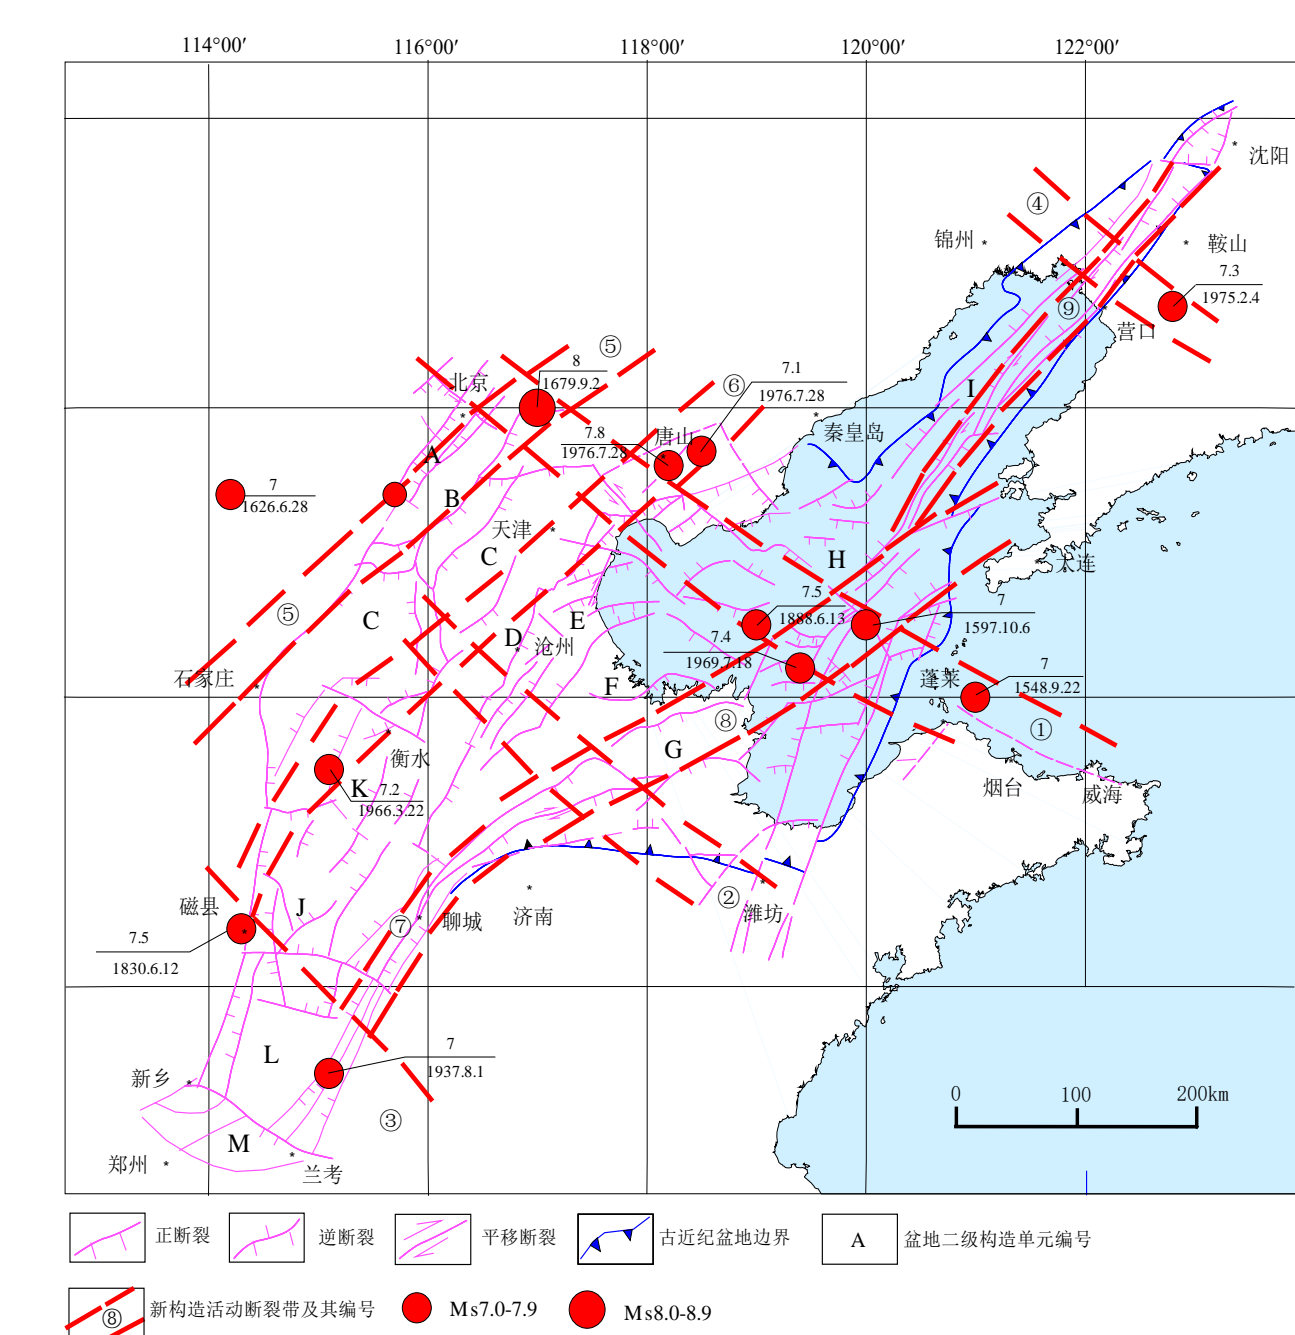 114°00′ 116°00′ 118°00′ 120°00′ 122°00′
沈阳
④
锦州
鞍山
7.3
1975.2.4
⑨
营口
⑤
北京
8
1679.9.2
⑥
7.1
1976.7.28
I
7.8
1976.7.28
唐山
秦皇岛
A
7
1626.6.28
B
天津
C
H
大连
⑤
C
D
E
沧州
7.5
1888.6.13
7
1597.10.6
7.4
1969.7.18
石家庄
F
蓬莱
7
1548.9.22
⑧
①
G
衡水
K
7.2
1966.3.22
烟台
威海
磁县
J
⑦
聊城
济南
②
潍坊
7.5
1830.6.12
L
7
1937.8.1
新乡
③
M
郑州
兰考
0 100 200km
正断裂
逆断裂
平移断裂
古近纪盆地边界
A
盆地二级构造单元编号
⑧
新构造活动断裂带及其编号
Ms7.0-7.9
Ms8.0-8.9